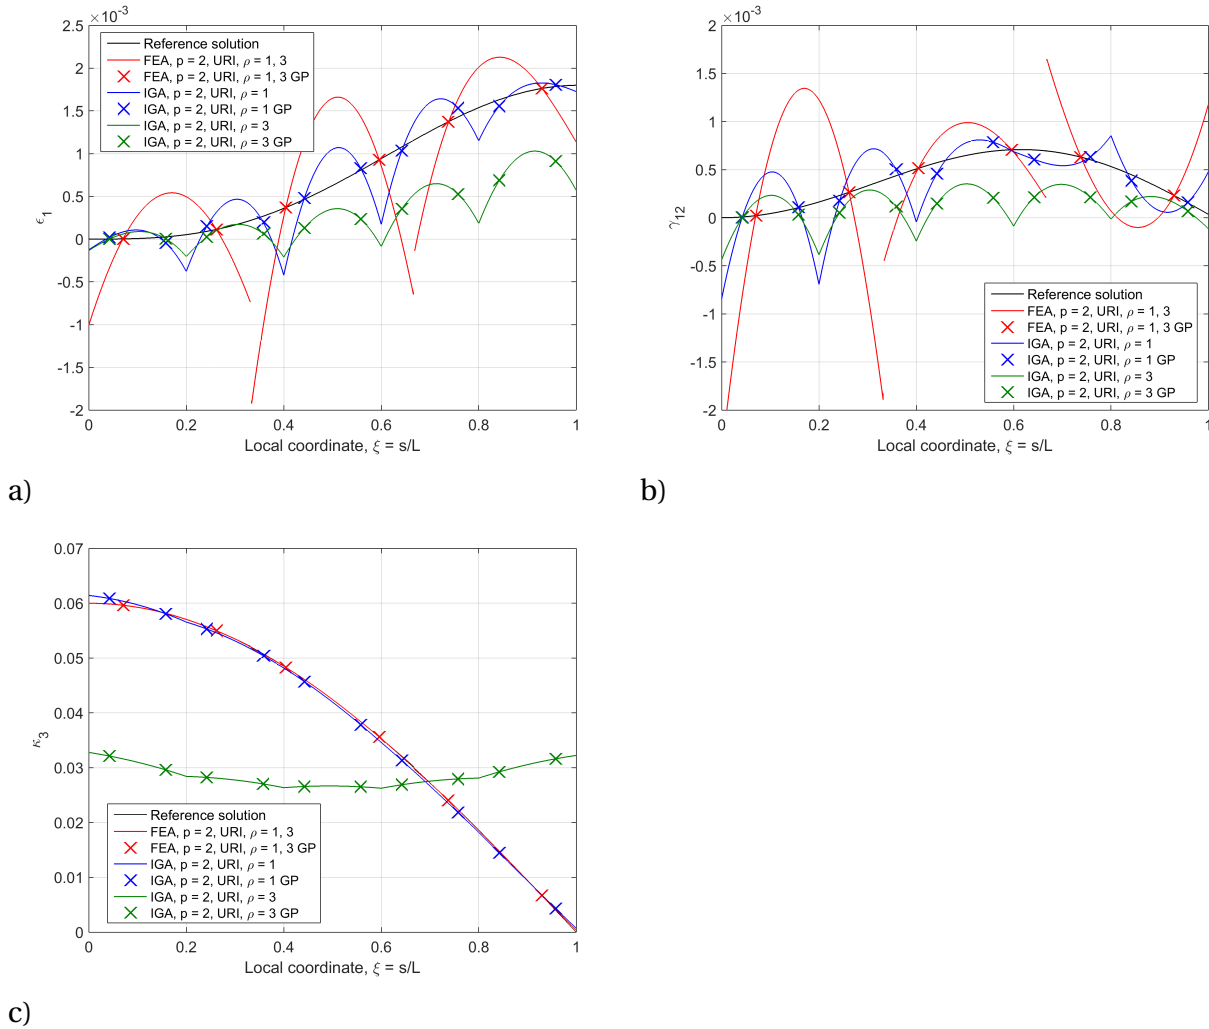 ×10⁻³
2.5
2
1.5
1
0.5
0
-0.5
-1
-1.5
-2
ϵ₁
Reference solution
FEA, p = 2, URI, ρ = 1, 3
FEA, p = 2, URI, ρ = 1, 3 GP
IGA, p = 2, URI, ρ = 1
IGA, p = 2, URI, ρ = 1 GP
IGA, p = 2, URI, ρ = 3
IGA, p = 2, URI, ρ = 3 GP
0 0.2 0.4 0.6 0.8 1
Local coordinate, ξ = s/L
a)
×10⁻³
2
1.5
1
0.5
0
-0.5
-1
-1.5
-2
γ₁₂
Reference solution
FEA, p = 2, URI, ρ = 1, 3
FEA, p = 2, URI, ρ = 1, 3 GP
IGA, p = 2, URI, ρ = 1
IGA, p = 2, URI, ρ = 1 GP
IGA, p = 2, URI, ρ = 3
IGA, p = 2, URI, ρ = 3 GP
0 0.2 0.4 0.6 0.8 1
Local coordinate, ξ = s/L
b)
0.07
0.06
0.05
0.04
0.03
0.02
0.01
0
κ₃
Reference solution
FEA, p = 2, URI, ρ = 1, 3
FEA, p = 2, URI, ρ = 1, 3 GP
IGA, p = 2, URI, ρ = 1
IGA, p = 2, URI, ρ = 1 GP
IGA, p = 2, URI, ρ = 3
IGA, p = 2, URI, ρ = 3 GP
0 0.2 0.4 0.6 0.8 1
Local coordinate, ξ = s/L
c)